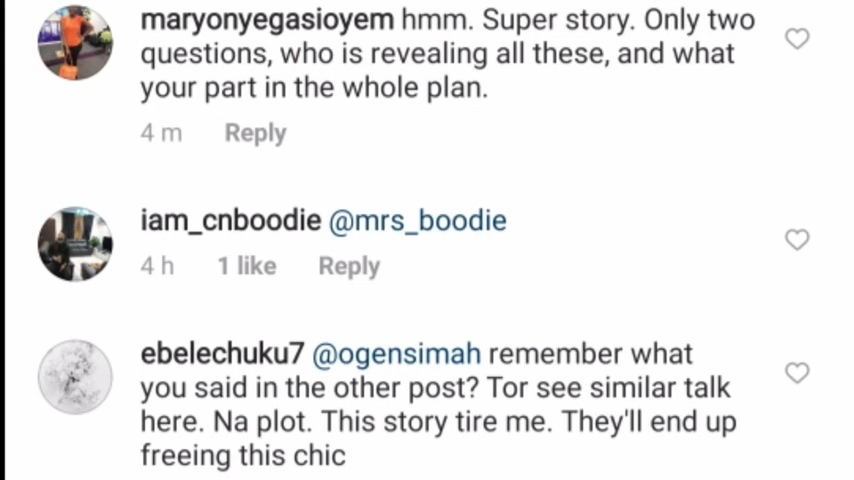 maryonyegasioyem hmm. Super story. Only two
questions, who is revealing all these, and what
your part in the whole plan.
4 m Reply
iam_cnboodie @mrs_boodie
4 h 1 like Reply
ebelechuku7 @ogensimah remember what
you said in the other post? Tor see similar talk
here. Na plot. This story tire me. They'll end up
freeing this chic